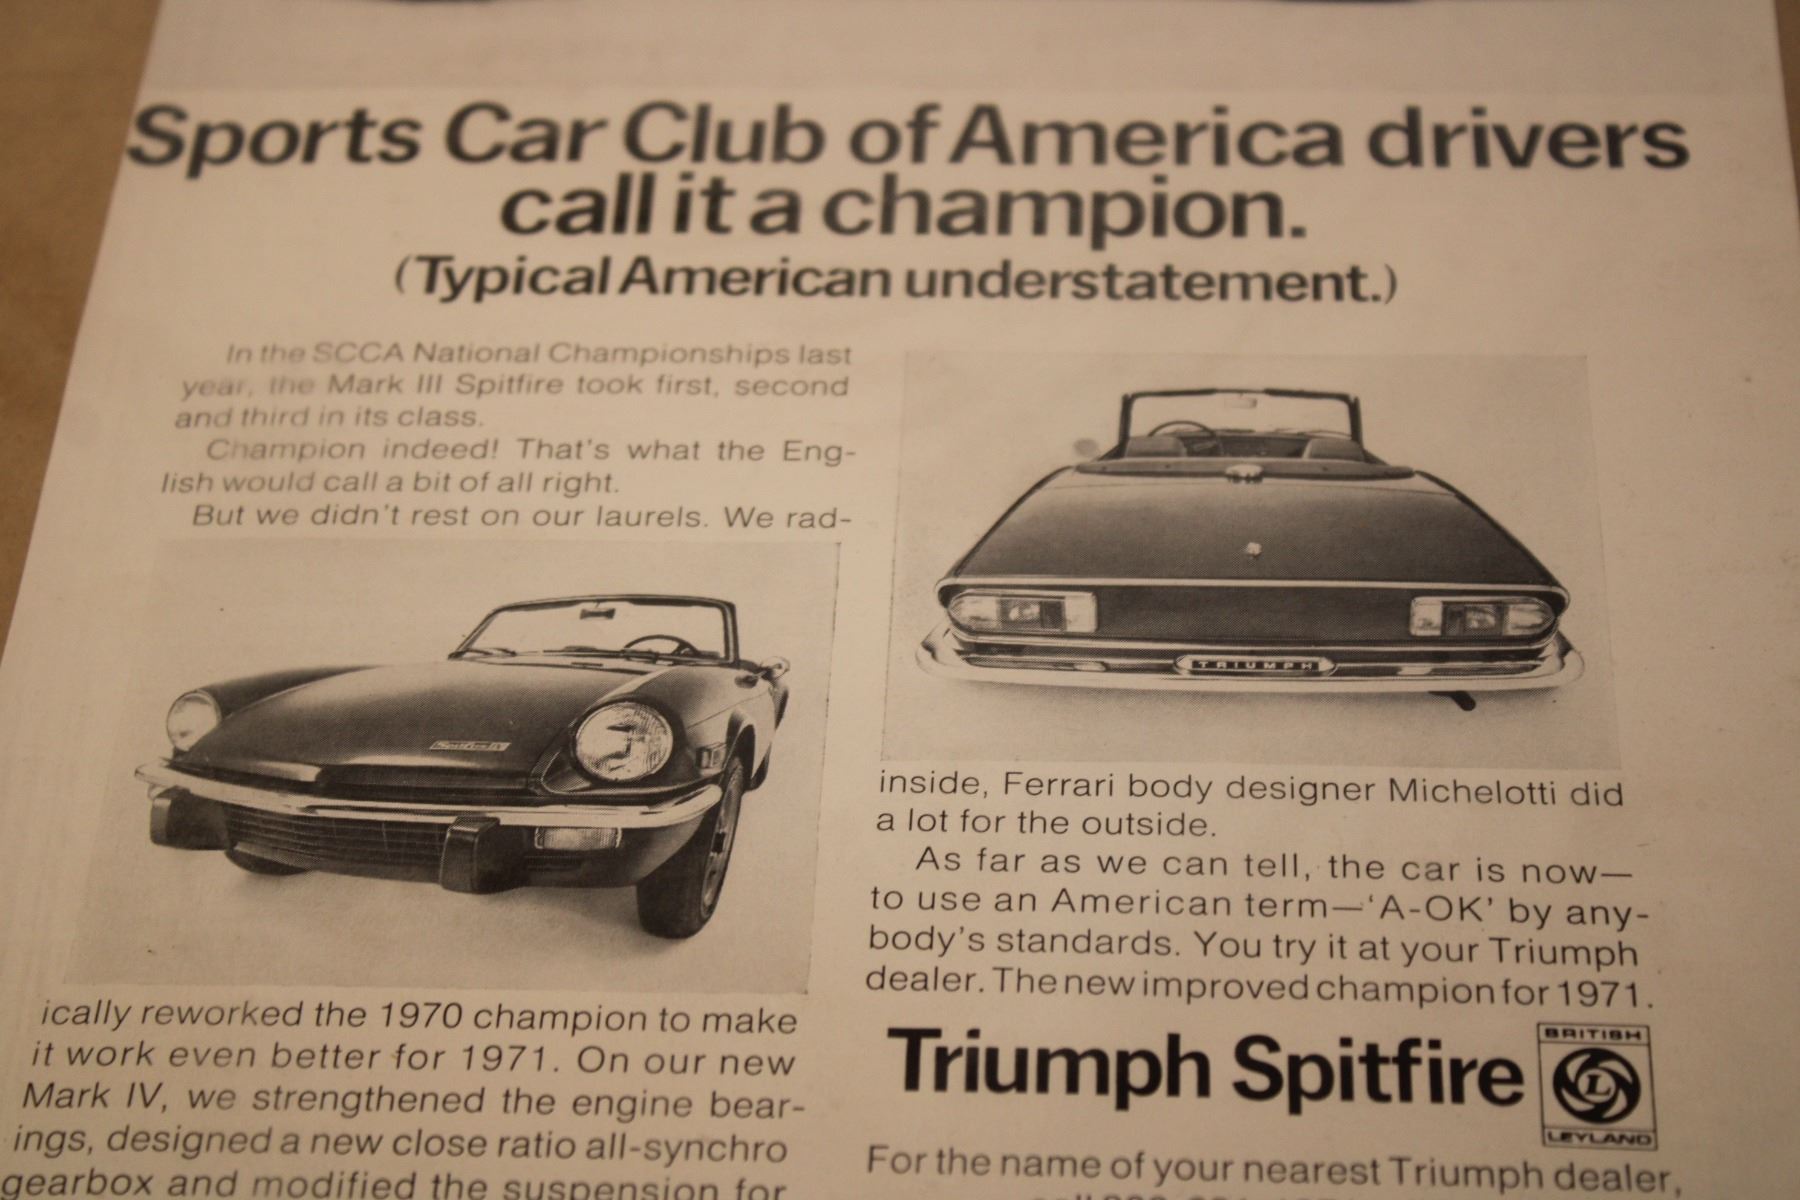 Sports Car Club of America drivers
call it a champion.
(Typical American understatement.)
In the SCCA National Championships last
year, the Mark III Spitfire took first, second
and third in its class.
Champion indeed! That's what the Eng-
lish would call a bit of all right.
But we didn't rest on our laurels. We rad-
Spitfire IV
ically reworked the 1970 champion to make
it work even better for 1971. On our new
Mark IV, we strengthened the engine bear-
ings, designed a new close ratio all-synchro
gearbox and modified the suspension for
TRIUMPH
inside, Ferrari body designer Michelotti did
a lot for the outside.
As far as we can tell, the car is now—
to use an American term—'A-OK' by any-
body's standards. You try it at your Triumph
dealer. The new improved champion for 1971.
Triumph Spitfire
BRITISH
L
LEYLAND
For the name of your nearest Triumph dealer,
call